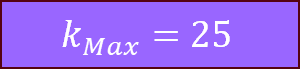 k_Max = 25